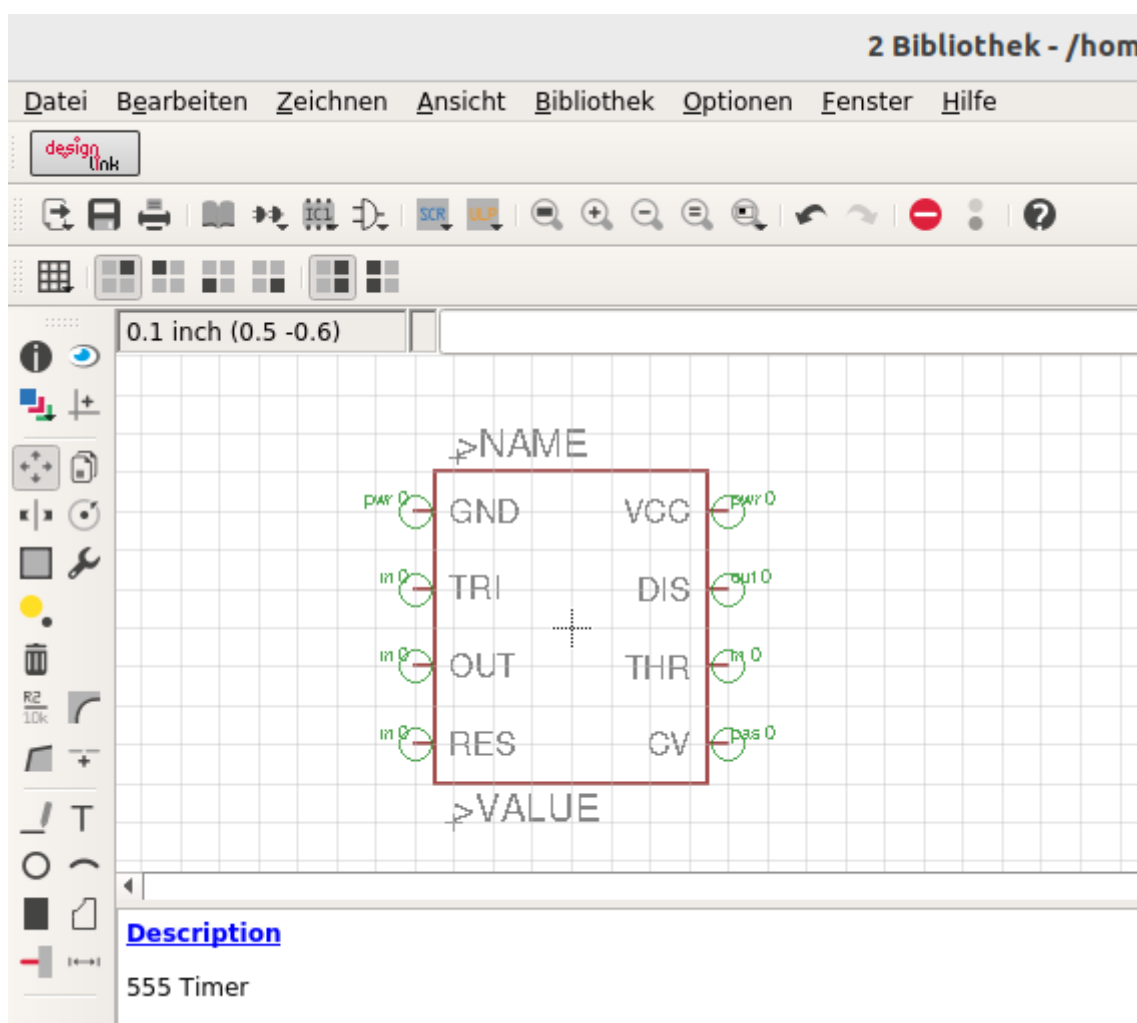 2 Bibliothek - /hom
Datei Bearbeiten Zeichnen Ansicht Bibliothek Optionen Fenster Hilfe
design
link
IC1 SCR ULP
0.1 inch (0.5 -0.6)
>NAME
pwr 0 GND VCC pwr 0
in 0 TRI DIS out 0
in 0 OUT THR in 0
in 0 RES CV pas 0
>VALUE
R2
10k
T
Description
555 Timer